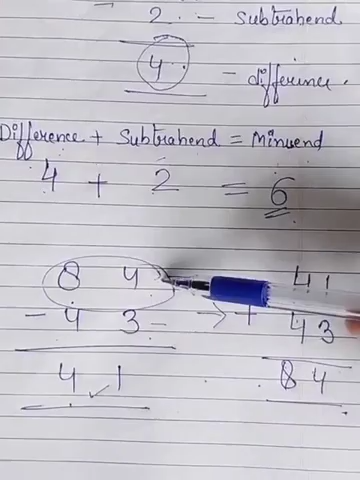 2 - Subtrahend
4 - difference.
Difference + Subtrahend = Minuend
4 + 2 = 6
8 4
- 4 3
4 1
41
→ + 43
84